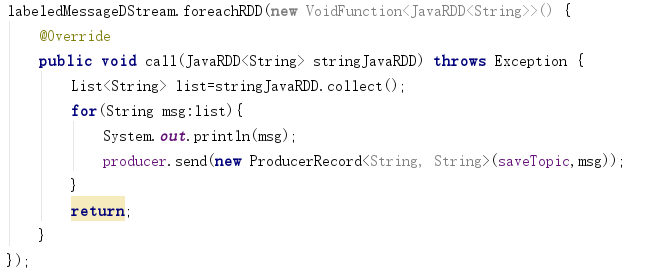 labeledMessageDStream.foreachRDD(new VoidFunction<JavaRDD<String>>() {
@Override
public void call(JavaRDD<String> stringJavaRDD) throws Exception {
List<String> list=stringJavaRDD.collect();
for(String msg:list){
System.out.println(msg);
producer.send(new ProducerRecord<String, String>(saveTopic,msg));
}
return;
}
});